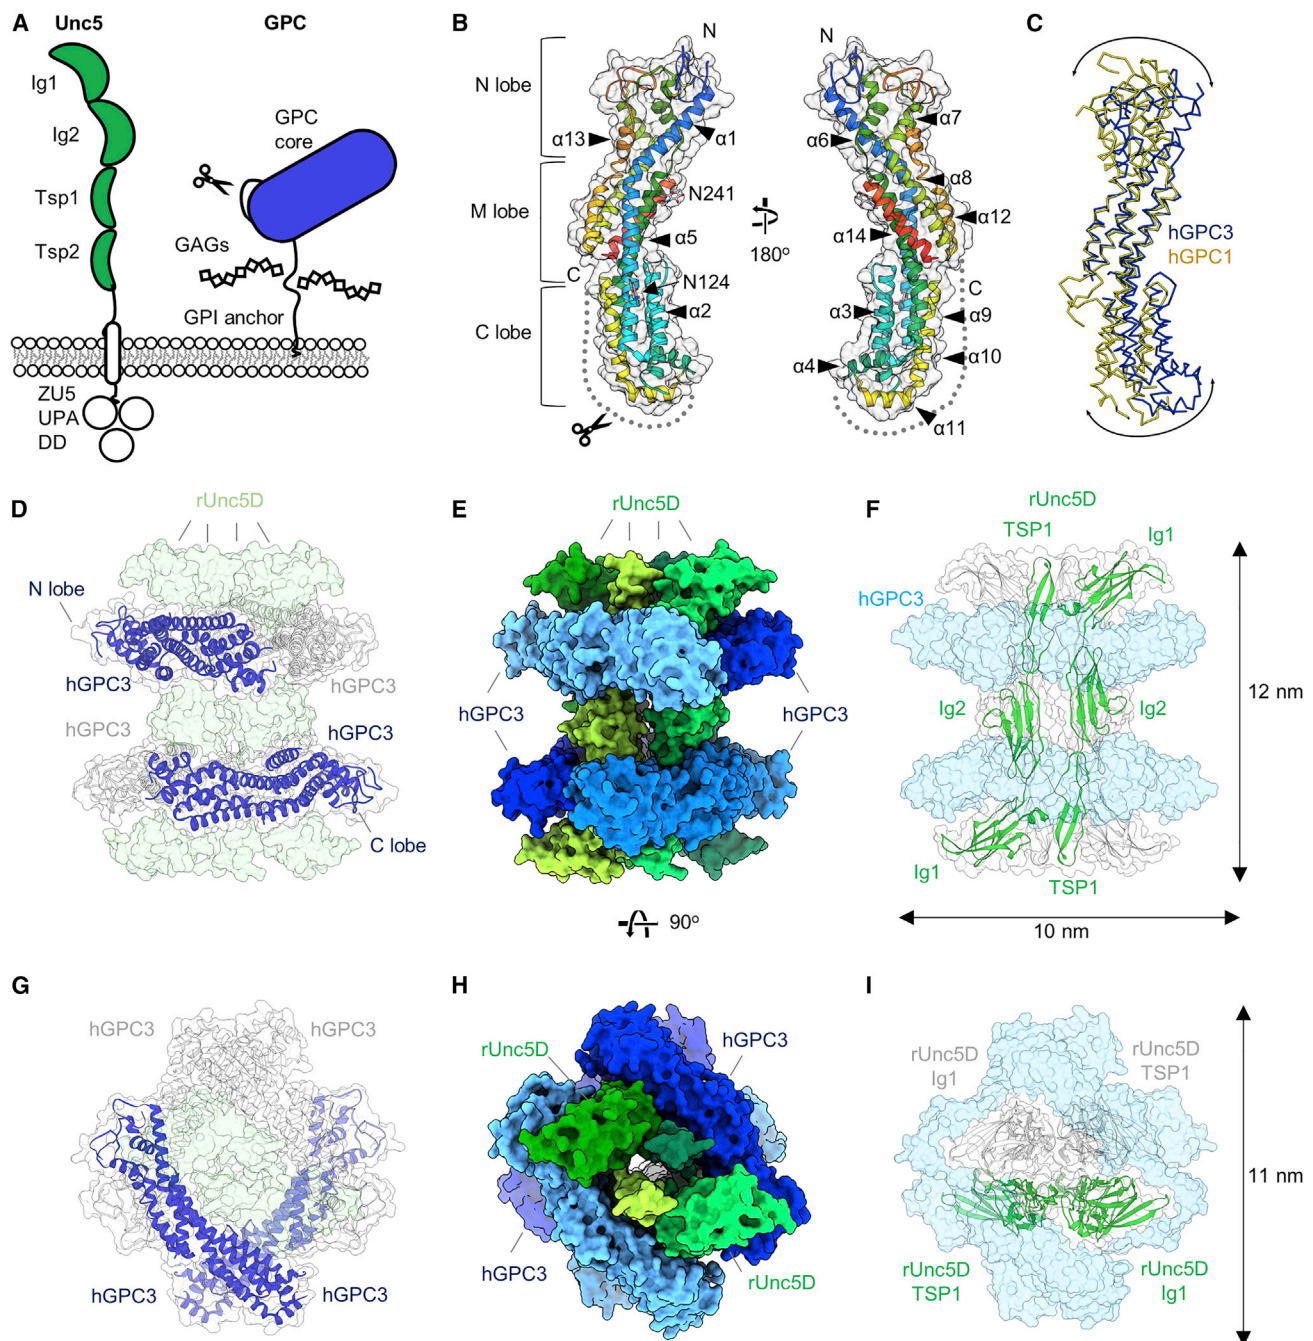 A
Unc5
GPC
Ig1
Ig2
Tsp1
Tsp2
GPC
core
GAGs
GPI anchor
ZU5
UPA
DD
B
N
N
N lobe
M lobe
C lobe
α13
α1
N241
α5
C
N124
α2
180o
α6
α7
α8
α12
α14
C
α3
α9
α4
α10
α11
C
hGPC3
hGPC1
D
rUnc5D
N lobe
hGPC3
hGPC3
hGPC3
hGPC3
C lobe
E
rUnc5D
hGPC3
hGPC3
90o
F
rUnc5D
TSP1
Ig1
hGPC3
Ig2
Ig2
Ig1
TSP1
12 nm
10 nm
G
hGPC3
hGPC3
hGPC3
hGPC3
H
rUnc5D
hGPC3
hGPC3
rUnc5D
I
rUnc5D
Ig1
rUnc5D
TSP1
rUnc5D
TSP1
rUnc5D
Ig1
11 nm